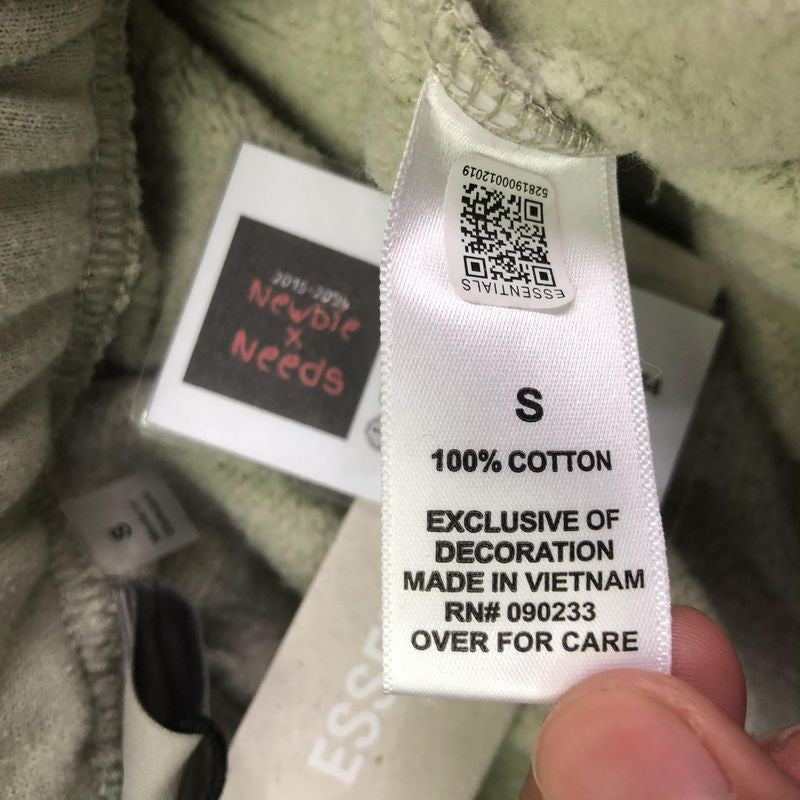 5281900012019
ESSENTIALS
S
100% COTTON
EXCLUSIVE OF
DECORATION
MADE IN VIETNAM
RN# 090233
OVER FOR CARE
Newbie
x
Needs
S
ESSE